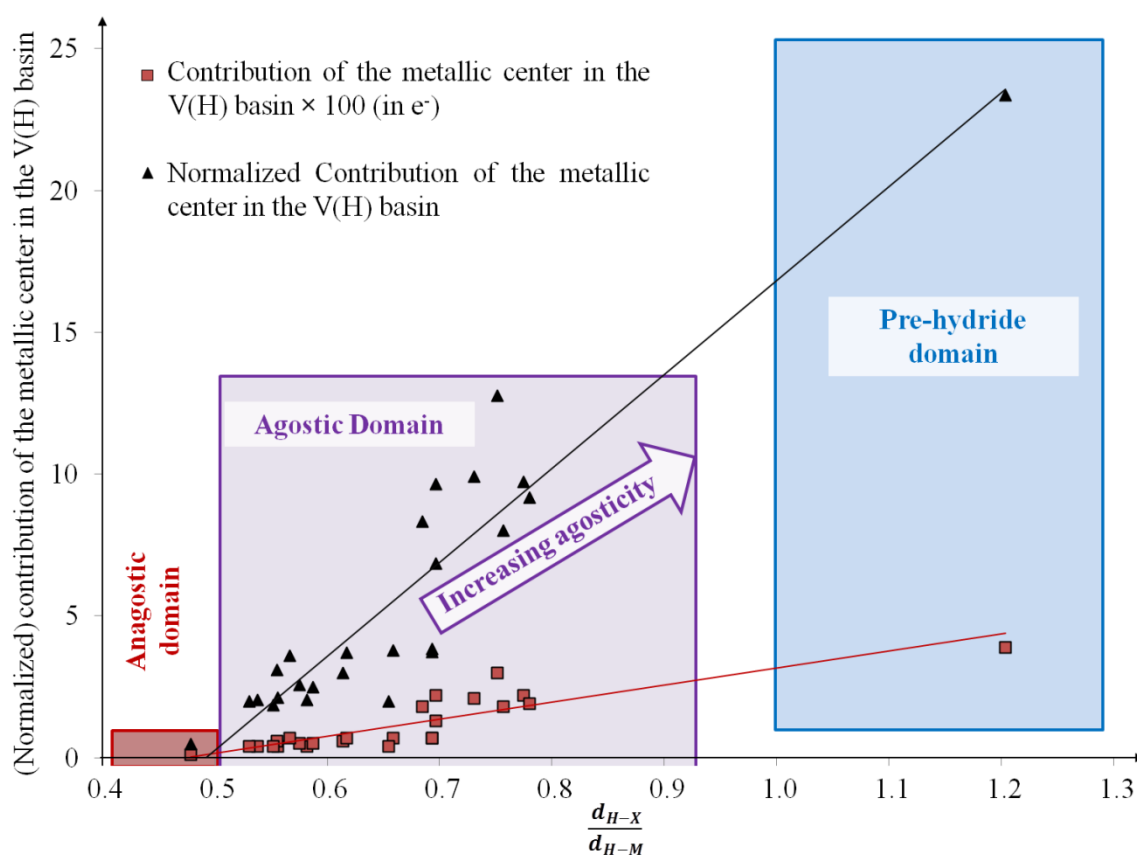 (Normalized) contribution of the metallic center in the V(H) basin
25
20
15
10
5
0
Contribution of the metallic center in the
V(H) basin × 100 (in e⁻)
Normalized Contribution of the metallic
center in the V(H) basin
Pre-hydride
domain
Agostic Domain
Increasing agosticity
Anagostic
domain
0.4 0.5 0.6 0.7 0.8 0.9 1.0 1.1 1.2 1.3
d_{H-X}
d_{H-M}